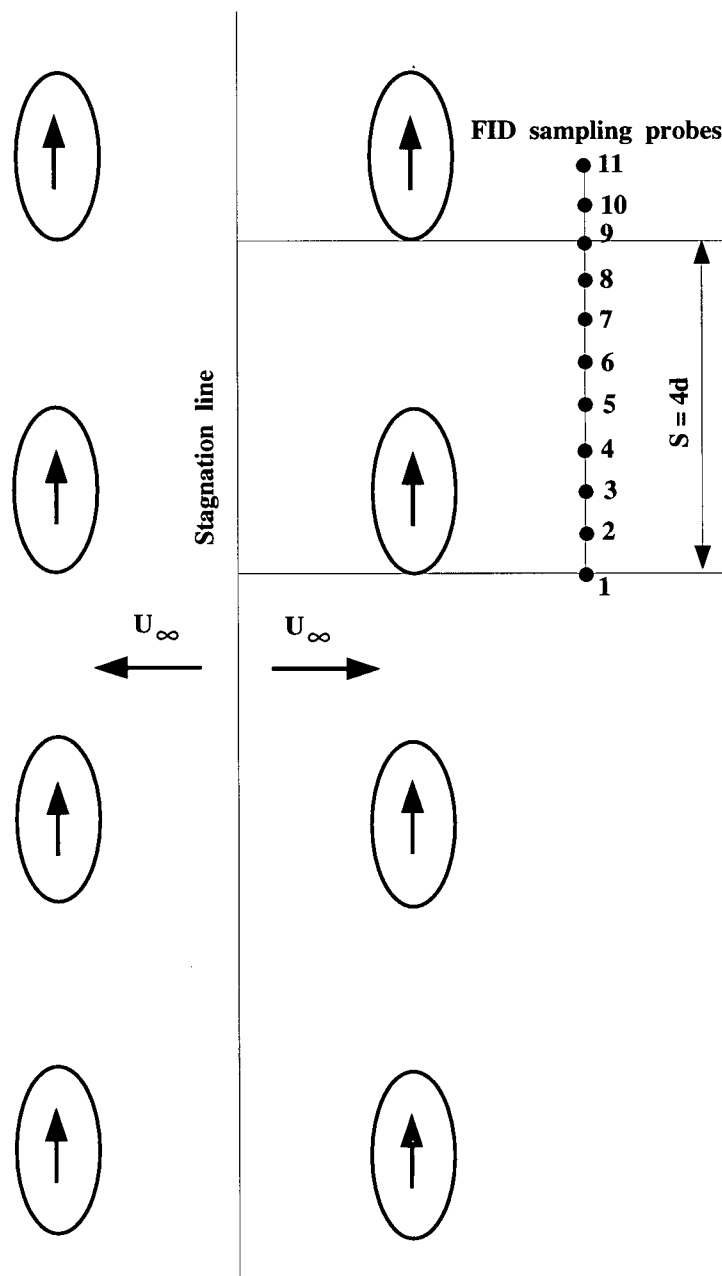 FID sampling probes
11
10
9
8
7
6
5
4
3
2
1
S = 4d
Stagnation line
U∞
U∞